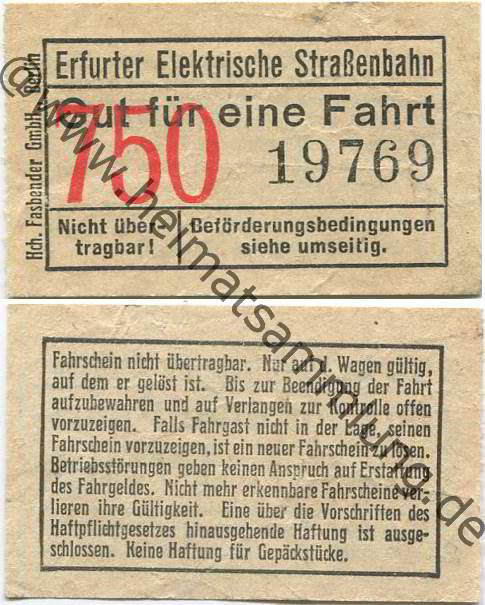 Erfurter Elektrische Straßenbahn
Gut für eine Fahrt
750
19769
Nicht über-
tragbar!
Beförderungsbedingungen
siehe umseitig.
Hch. Fasbender GmbH. Berlin
Fahrschein nicht übertragbar. Nur auf d. Wagen gültig,
auf dem er gelöst ist. Bis zur Beendigung der Fahrt
aufzubewahren und auf Verlangen zur Kontrolle offen
vorzuzeigen. Falls Fahrgast nicht in der Lage, seinen
Fahrschein vorzuzeigen, ist ein neuer Fahrschein zu lösen.
Betriebsstörungen geben keinen Anspruch auf Erstattung
des Fahrgeldes. Nicht mehr erkennbare Fahrscheine ver-
lieren ihre Gültigkeit. Eine über die Vorschriften des
Haftpflichtgesetzes hinausgehende Haftung ist ausge-
schlossen. Keine Haftung für Gepäckstücke.
@www.heimatsammlung.de